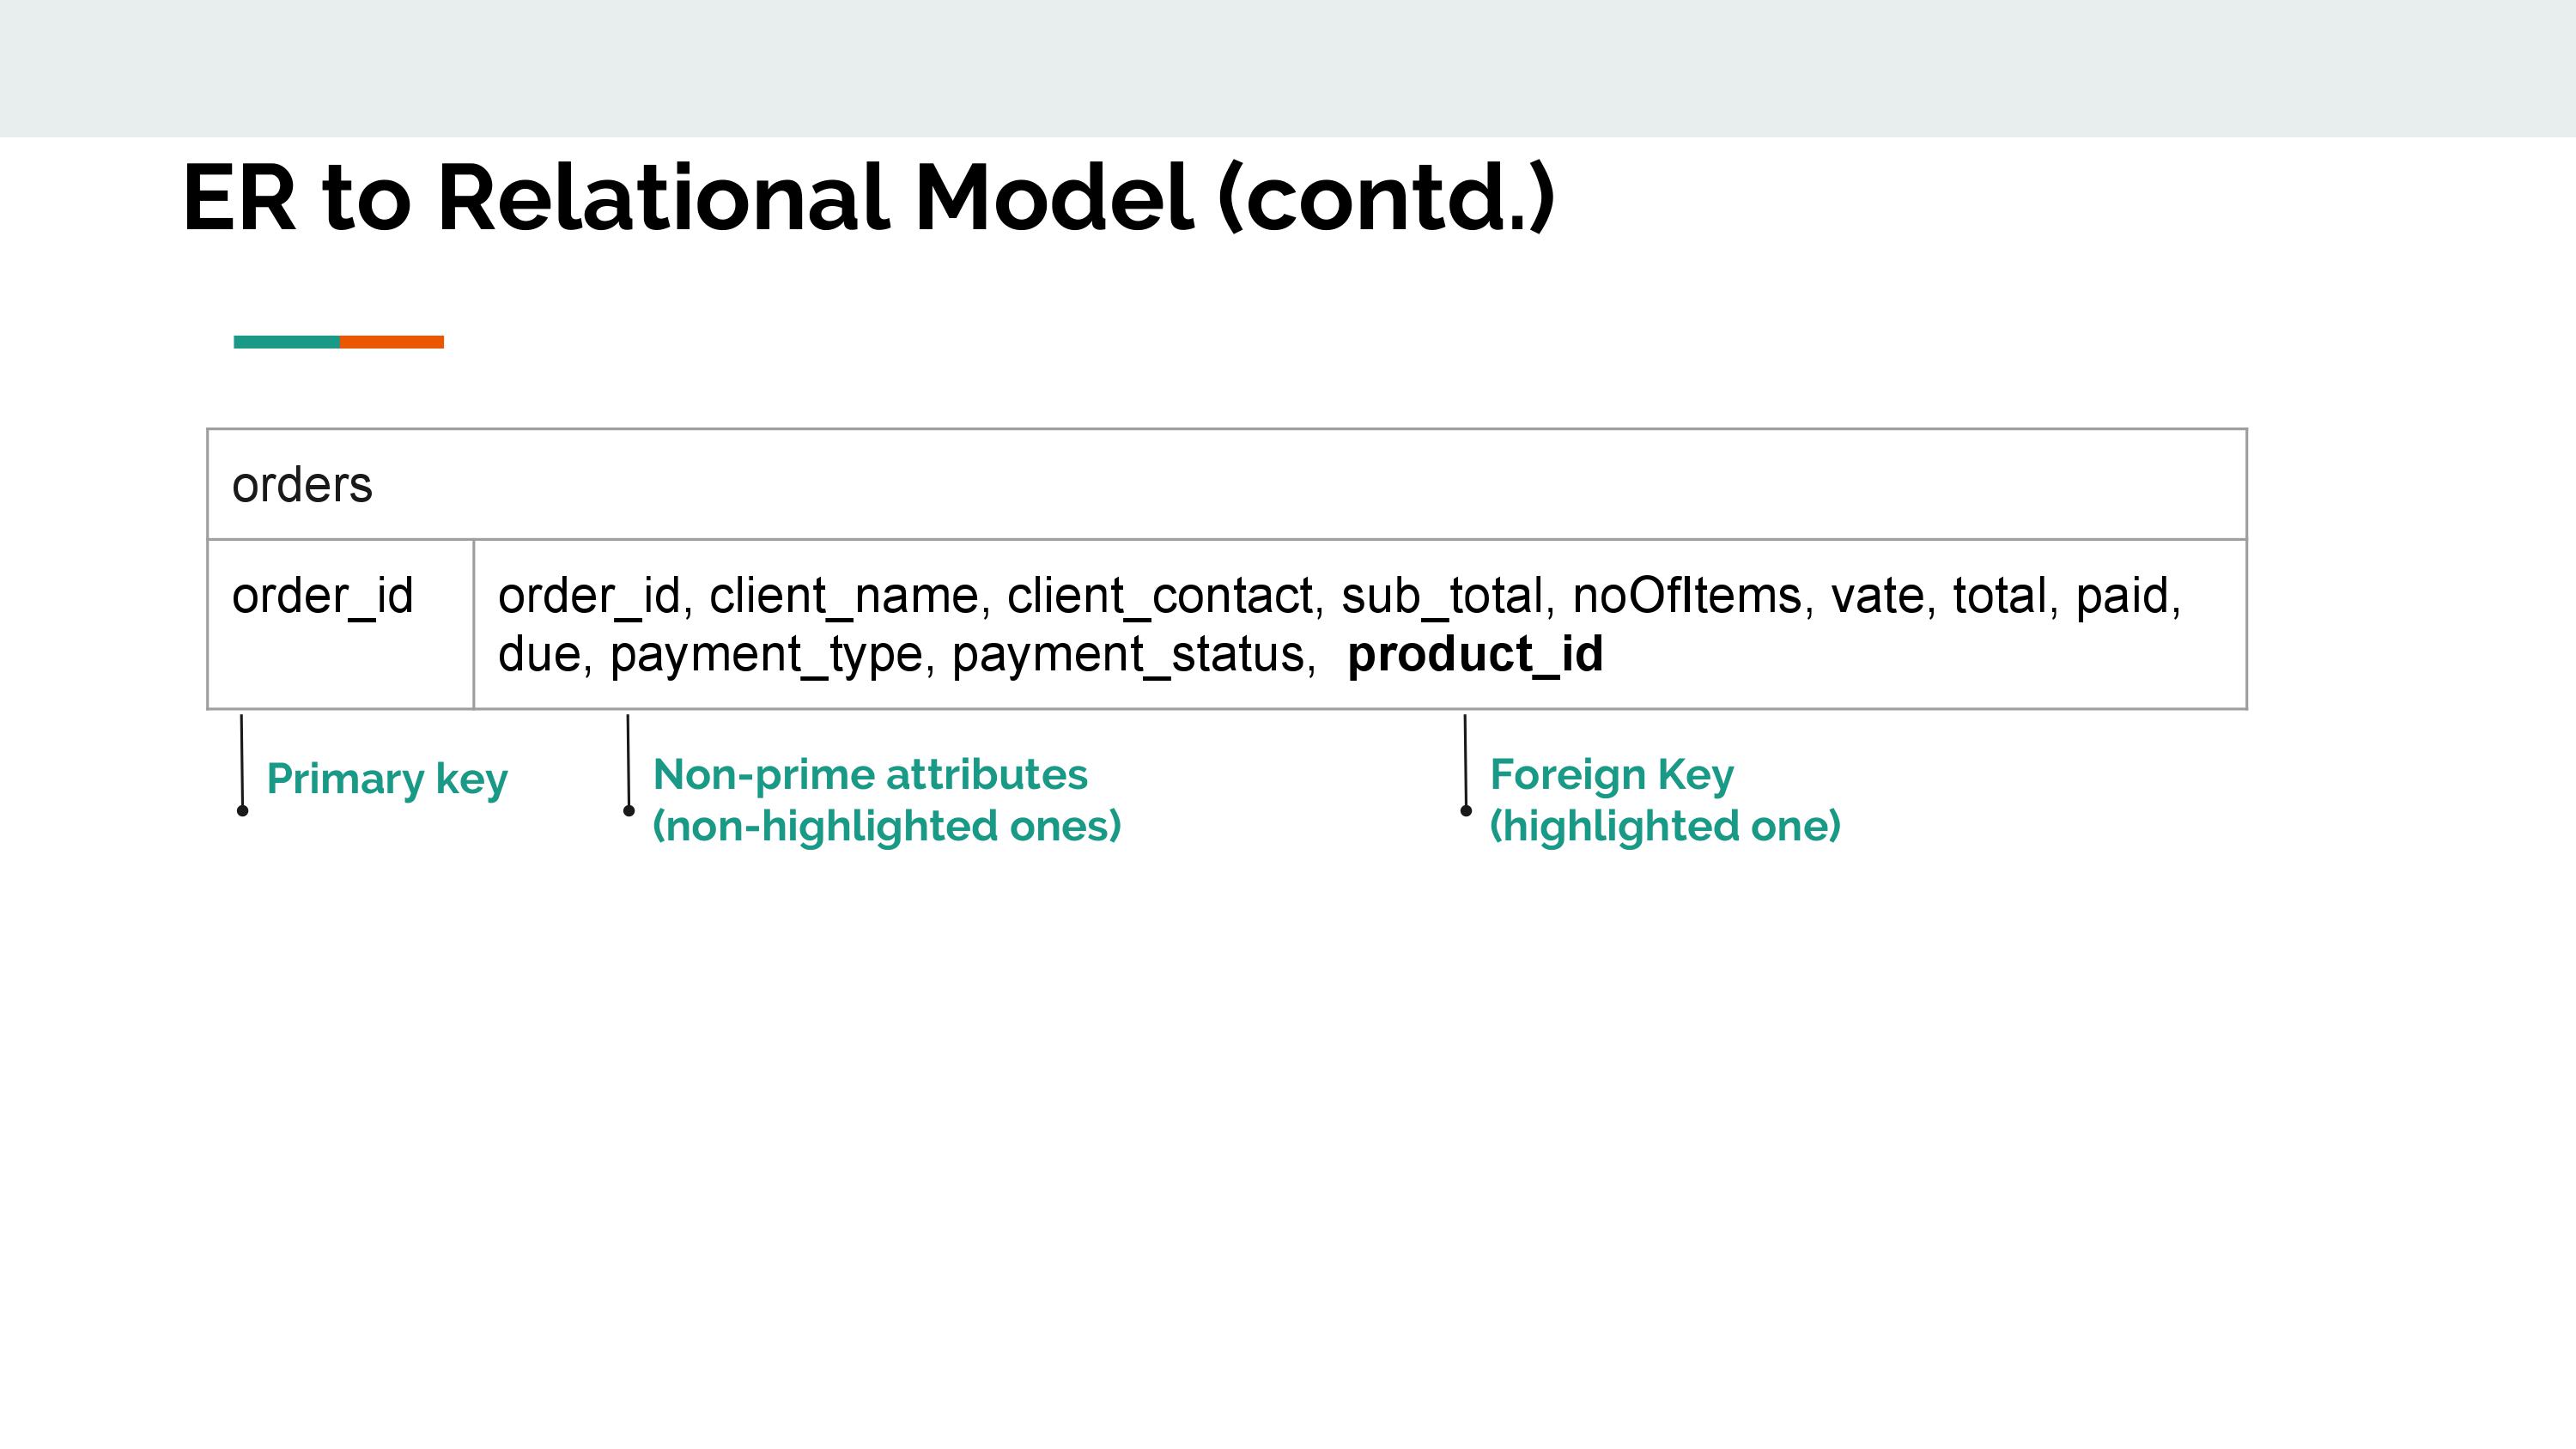 ER to Relational Model (contd.)
orders
order_id
order_id, client_name, client_contact, sub_total, noOfItems, vate, total, paid,
due, payment_type, payment_status,  product_id
Primary key
Non-prime attributes
(non-highlighted ones)
Foreign Key
(highlighted one)